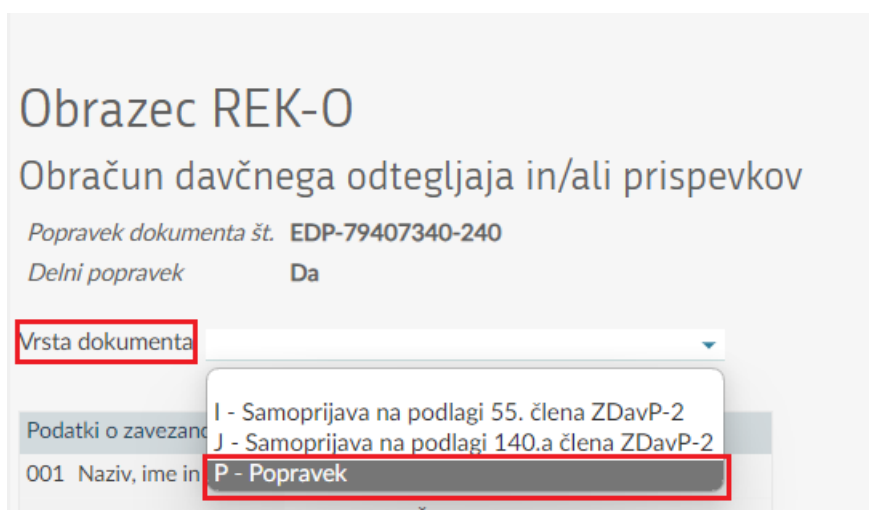 Obrazec REK-O
Obračun davčnega odtegljaja in/ali prispevkov
Popravek dokumenta št. EDP-79407340-240
Delni popravek Da
Vrsta dokumenta
I - Samoprijava na podlagi 55. člena ZDavP-2
J - Samoprijava na podlagi 140.a člena ZDavP-2
P - Popravek
Podatki o
001 Naziv, ime in